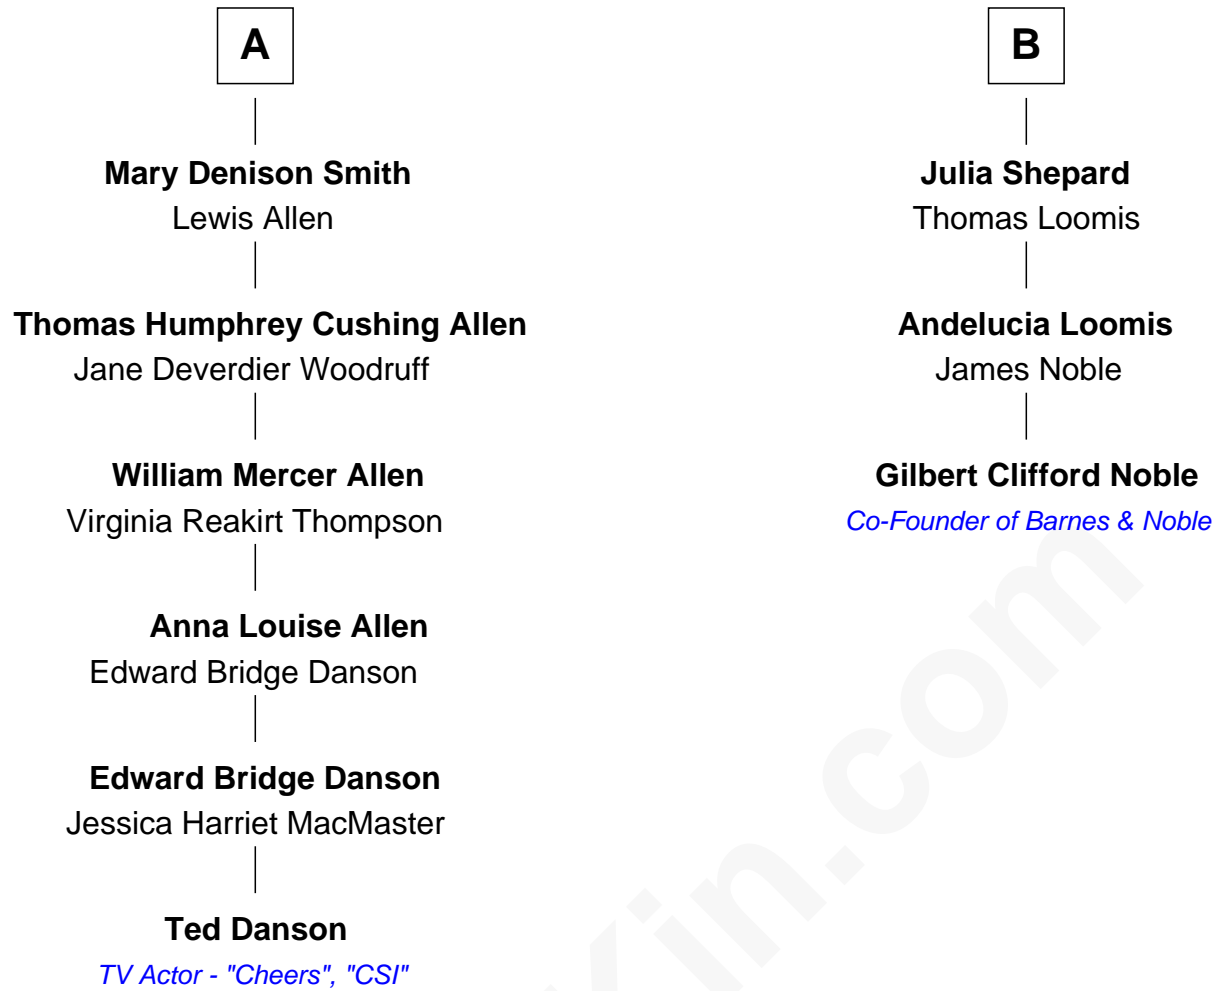 A
Mary Denison Smith
Lewis Allen
Thomas Humphrey Cushing Allen
Jane Deverdier Woodruff
William Mercer Allen
Virginia Reakirt Thompson
Anna Louise Allen
Edward Bridge Danson
Edward Bridge Danson
Jessica Harriet MacMaster
Ted Danson
TV Actor - "Cheers", "CSI"
B
Julia Shepard
Thomas Loomis
Andelucia Loomis
James Noble
Gilbert Clifford Noble
Co-Founder of Barnes & Noble